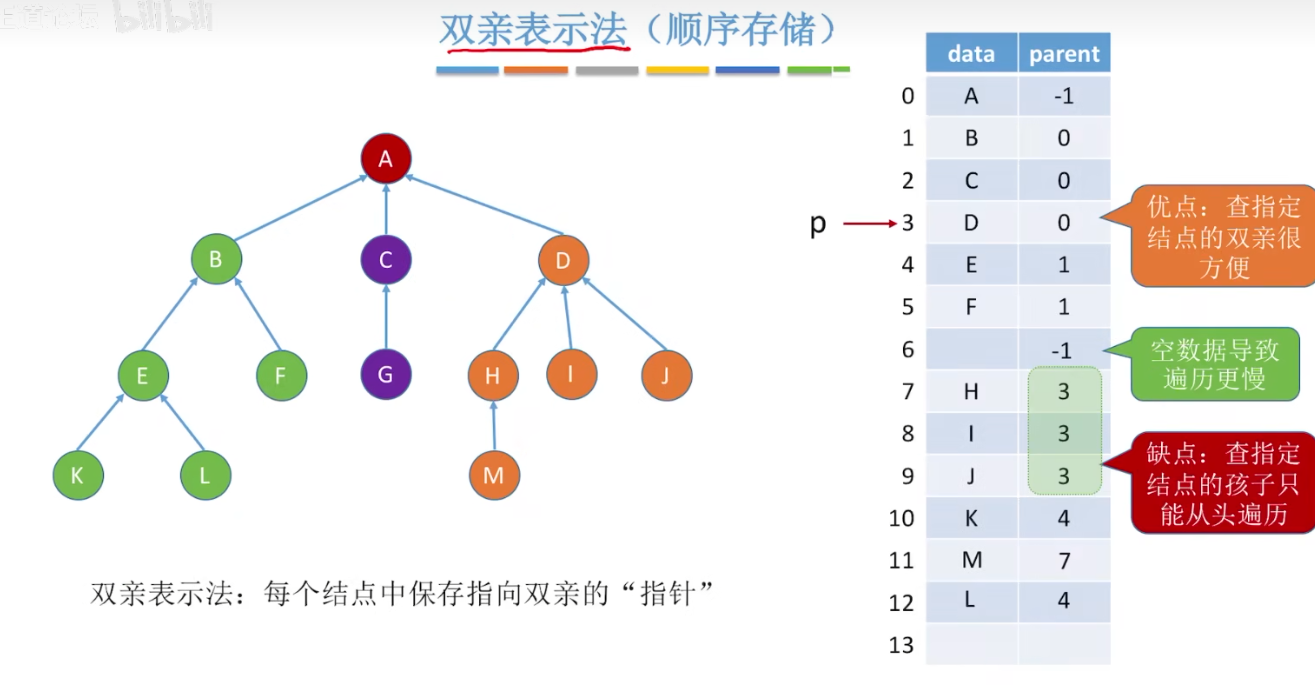 bilibili
双亲表示法（顺序存储）
A
B
C
D
E
F
G
H
I
J
K
L
M
双亲表示法：每个结点中保存指向双亲的“指针”
data parent
0 A -1
1 B 0
2 C 0
p 3 D 0
4 E 1
5 F 1
6 -1
7 H 3
8 I 3
9 J 3
10 K 4
11 M 7
12 L 4
13
优点：查指定
结点的双亲很
方便
空数据导致
遍历更慢
缺点：查指定
结点的孩子只
能从头遍历